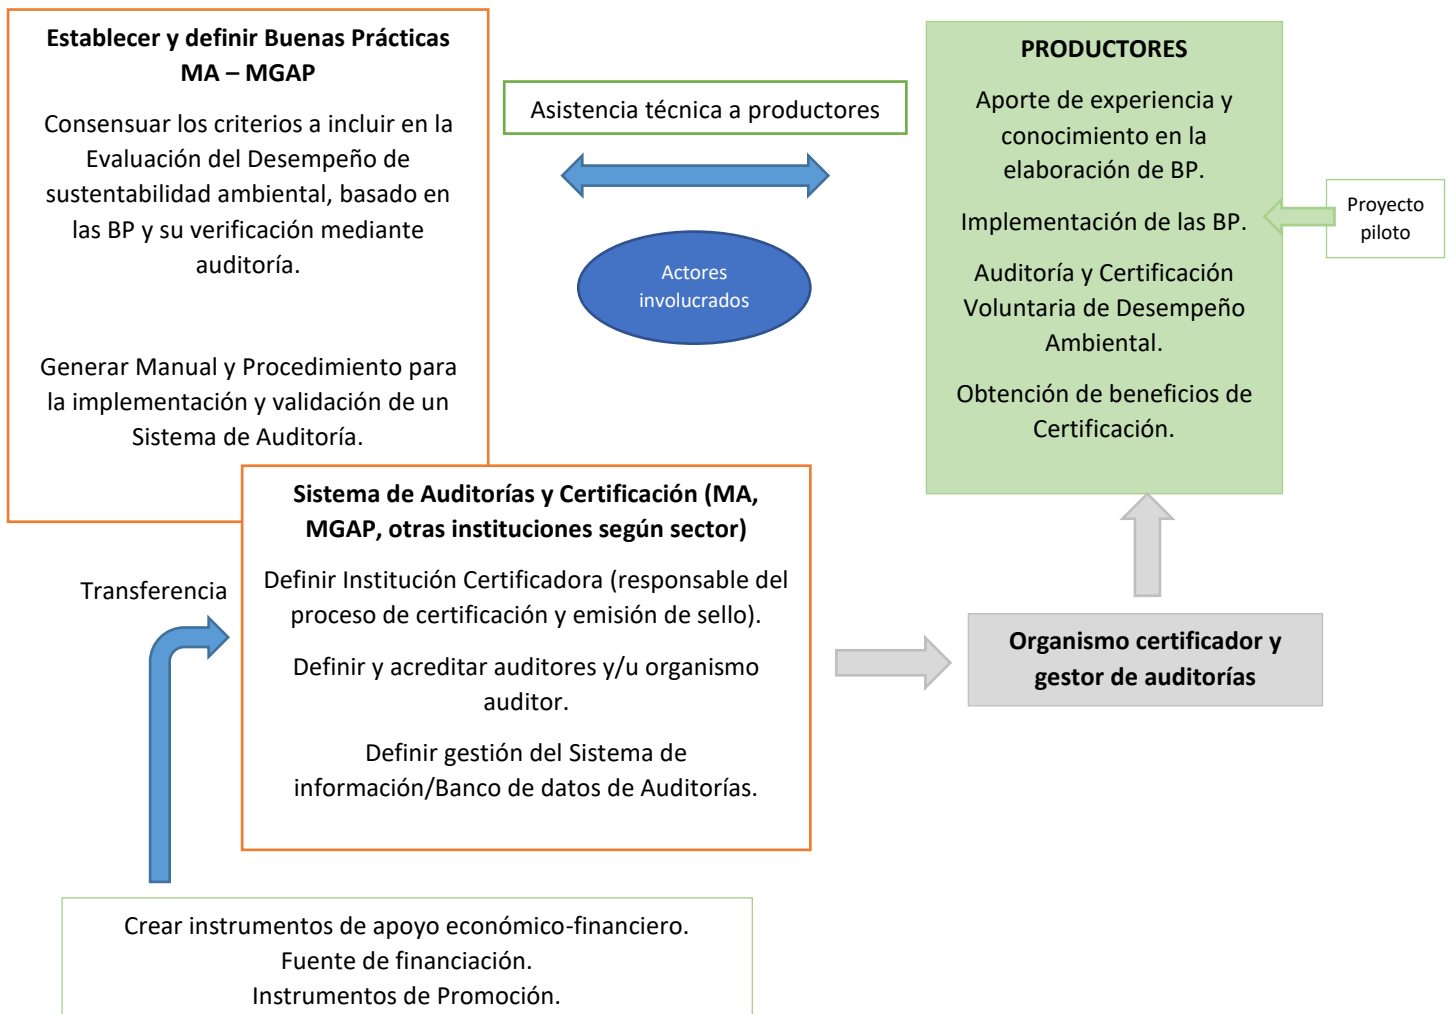 Establecer y definir Buenas Prácticas
MA – MGAP
Consensuar los criterios a incluir en la
Evaluación del Desempeño de
sustentabilidad ambiental, basado en
las BP y su verificación mediante
auditoría.
Generar Manual y Procedimiento para
la implementación y validación de un
Sistema de Auditoría.
Asistencia técnica a productores
Actores
involucrados
PRODUCTORES
Aporte de experiencia y
conocimiento en la
elaboración de BP.
Implementación de las BP.
Auditoría y Certificación
Voluntaria de Desempeño
Ambiental.
Obtención de beneficios de
Certificación.
Proyecto
piloto
Sistema de Auditorías y Certificación (MA,
MGAP, otras instituciones según sector)
Definir Institución Certificadora (responsable del
proceso de certificación y emisión de sello).
Definir y acreditar auditores y/u organismo
auditor.
Definir gestión del Sistema de
información/Banco de datos de Auditorías.
Transferencia
Organismo certificador y
gestor de auditorías
Crear instrumentos de apoyo económico-financiero.
Fuente de financiación.
Instrumentos de Promoción.